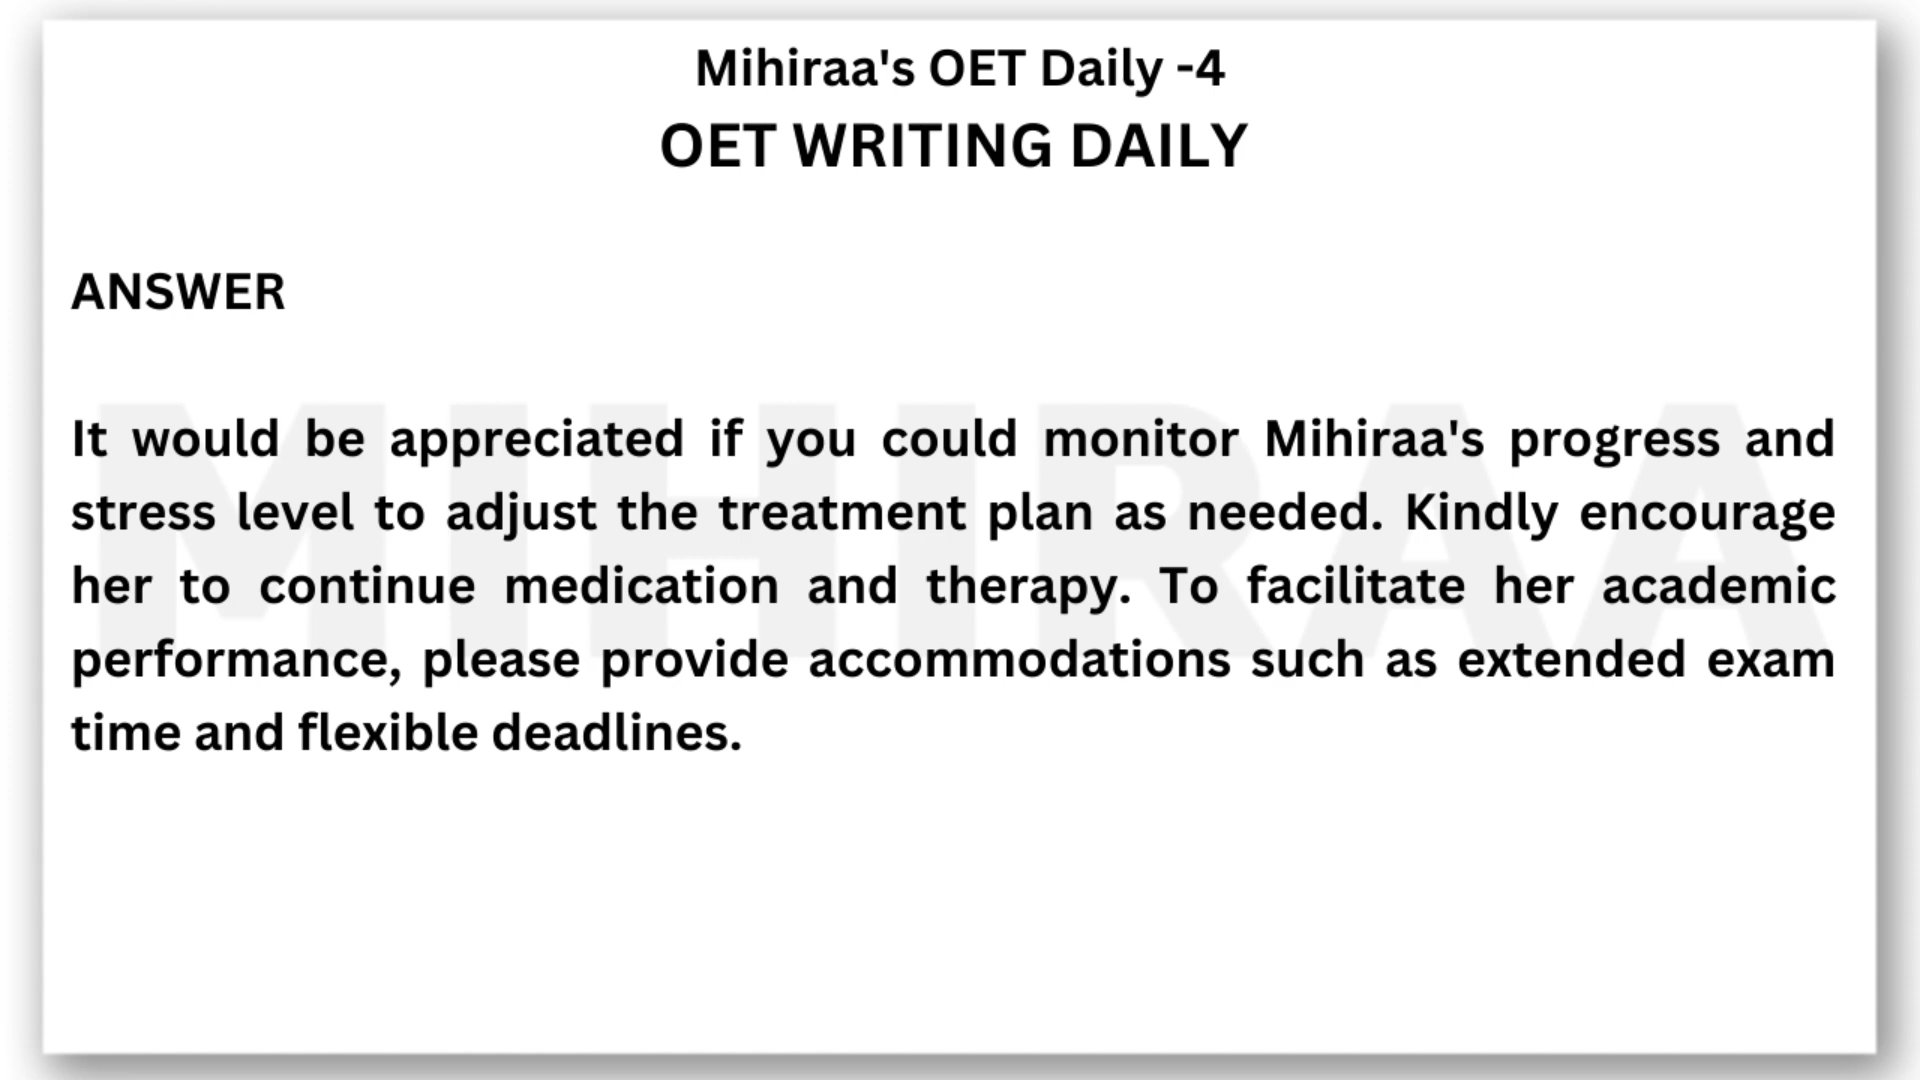 Mihiraa's OET Daily -4
OET WRITING DAILY
ANSWER
MIHIRAA
It would be appreciated if you could monitor Mihiraa's progress and
stress level to adjust the treatment plan as needed. Kindly encourage
her to continue medication and therapy. To facilitate her academic
performance, please provide accommodations such as extended exam
time and flexible deadlines.